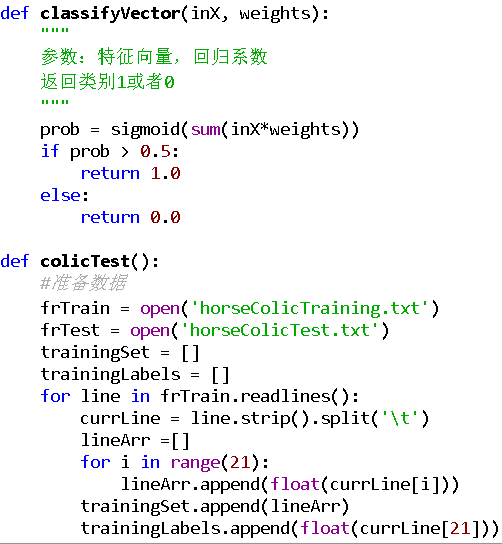 def classifyVector(inX, weights):
    """
    参数：特征向量，回归系数
    返回类别1或者0
    """
    prob = sigmoid(sum(inX*weights))
    if prob > 0.5:
        return 1.0
    else:
        return 0.0
def colicTest():
    #准备数据
    frTrain = open('horseColicTraining.txt')
    frTest = open('horseColicTest.txt')
    trainingSet = []
    trainingLabels = []
    for line in frTrain.readlines():
        currLine = line.strip().split('\t')
        lineArr =[]
        for i in range(21):
            lineArr.append(float(currLine[i]))
        trainingSet.append(lineArr)
        trainingLabels.append(float(currLine[21]))